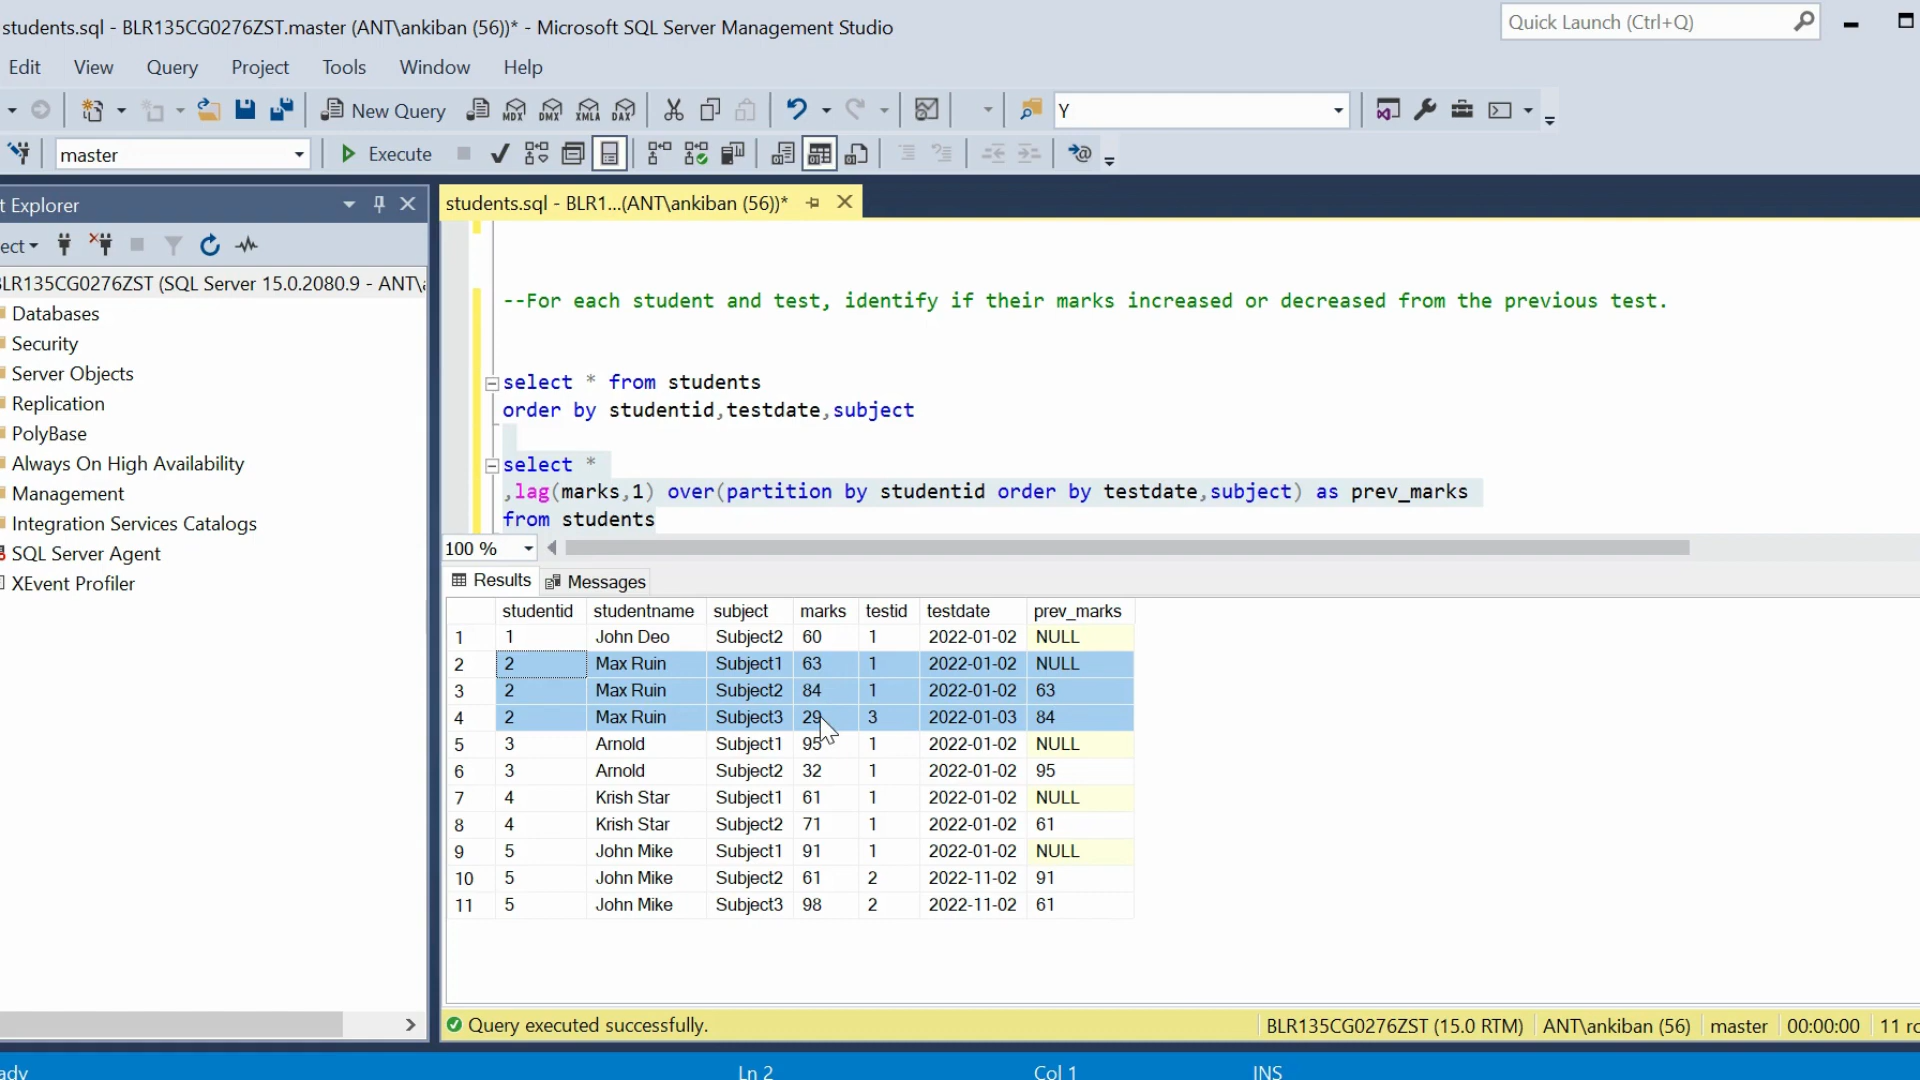 students.sql - BLR135CG0276ZST.master (ANT\ankiban (56))* - Microsoft SQL Server Management Studio
Quick Launch (Ctrl+Q)
Edit View Query Project Tools Window Help
New Query MDX DMX XMLA DAX Y
master Execute
t Explorer
students.sql - BLR1...(ANT\ankiban (56))*
ect
BLR135CG0276ZST (SQL Server 15.0.2080.9 - ANT\
Databases
Security
Server Objects
Replication
PolyBase
Always On High Availability
Management
Integration Services Catalogs
SQL Server Agent
XEvent Profiler
--For each student and test, identify if their marks increased or decreased from the previous test.
select * from students
order by studentid,testdate,subject
select *
,lag(marks,1) over(partition by studentid order by testdate,subject) as prev_marks
from students
100 %
Results Messages
studentid studentname subject marks testid testdate prev_marks
1 1 John Deo Subject2 60 1 2022-01-02 NULL
2 2 Max Ruin Subject1 63 1 2022-01-02 NULL
3 2 Max Ruin Subject2 84 1 2022-01-02 63
4 2 Max Ruin Subject3 29 3 2022-01-03 84
5 3 Arnold Subject1 95 1 2022-01-02 NULL
6 3 Arnold Subject2 32 1 2022-01-02 95
7 4 Krish Star Subject1 61 1 2022-01-02 NULL
8 4 Krish Star Subject2 71 1 2022-01-02 61
9 5 John Mike Subject1 91 1 2022-01-02 NULL
10 5 John Mike Subject2 61 2 2022-11-02 91
11 5 John Mike Subject3 98 2 2022-11-02 61
Query executed successfully. BLR135CG0276ZST (15.0 RTM) ANT\ankiban (56) master 00:00:00 11 ro
ady Ln 2 Col 1 INS